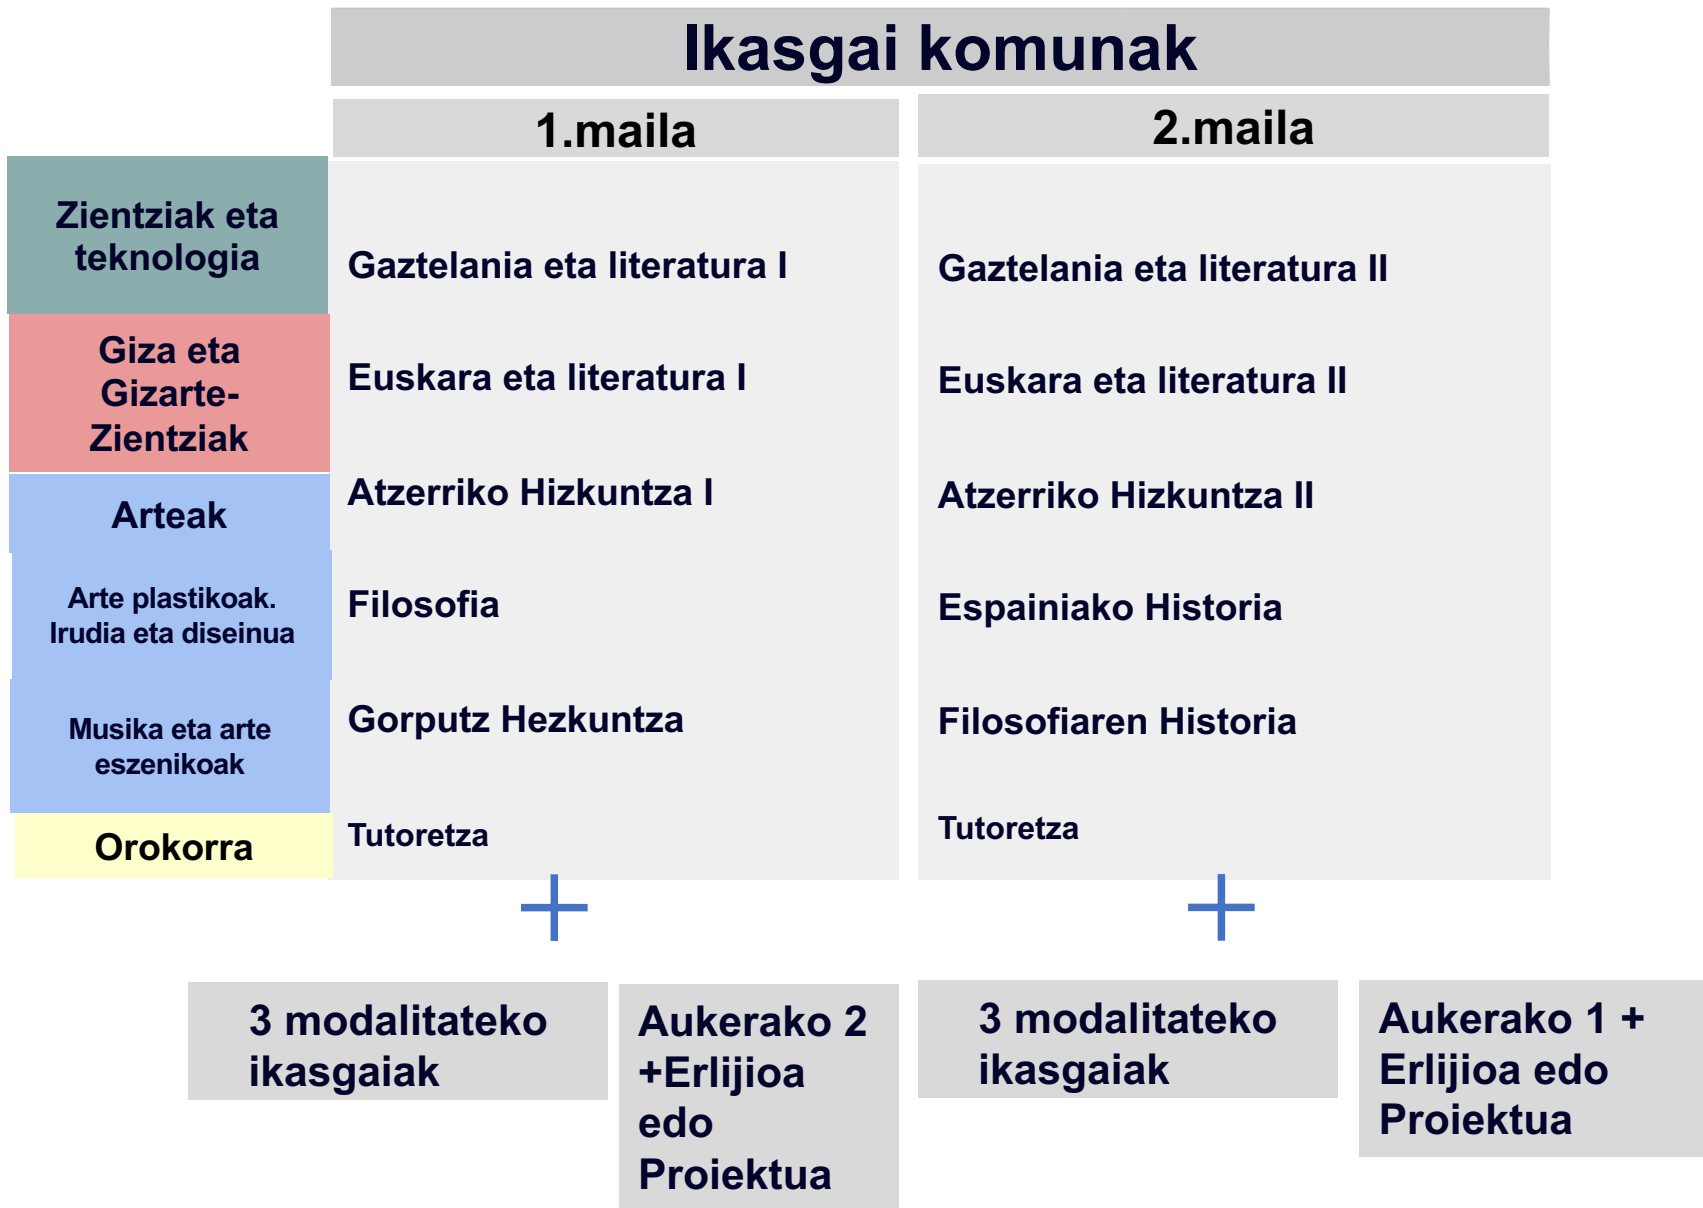 Ikasgai komunak
1.maila
2.maila
Zientziak eta
teknologia
Giza eta
Gizarte-
Zientziak
Arteak
Arte plastikoak.
Irudia eta diseinua
Musika eta arte
eszenikoak
Orokorra
Gaztelania eta literatura I
Euskara eta literatura I
Atzerriko Hizkuntza I
Filosofia
Gorputz Hezkuntza
Tutoretza
Gaztelania eta literatura II
Euskara eta literatura II
Atzerriko Hizkuntza II
Espainiako Historia
Filosofiaren Historia
Tutoretza
3 modalitateko
ikasgaiak
Aukerako 2
+Erlijioa
edo
Proiektua
3 modalitateko
ikasgaiak
Aukerako 1 +
Erlijioa edo
Proiektua